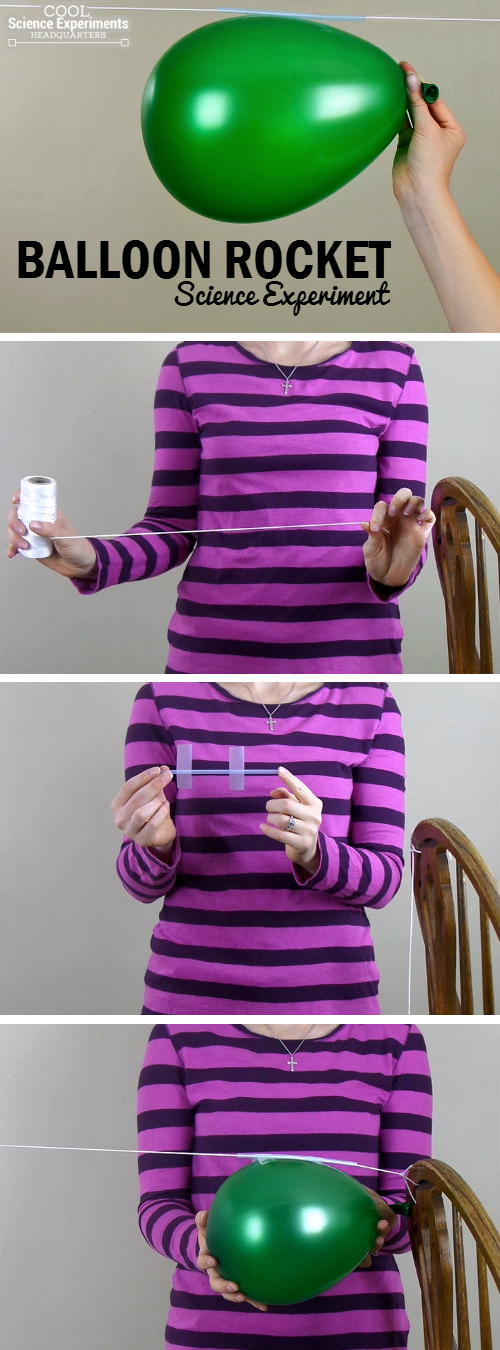 COOL
Science Experiments
HEADQUARTERS
BALLOON ROCKET
Science Experiment